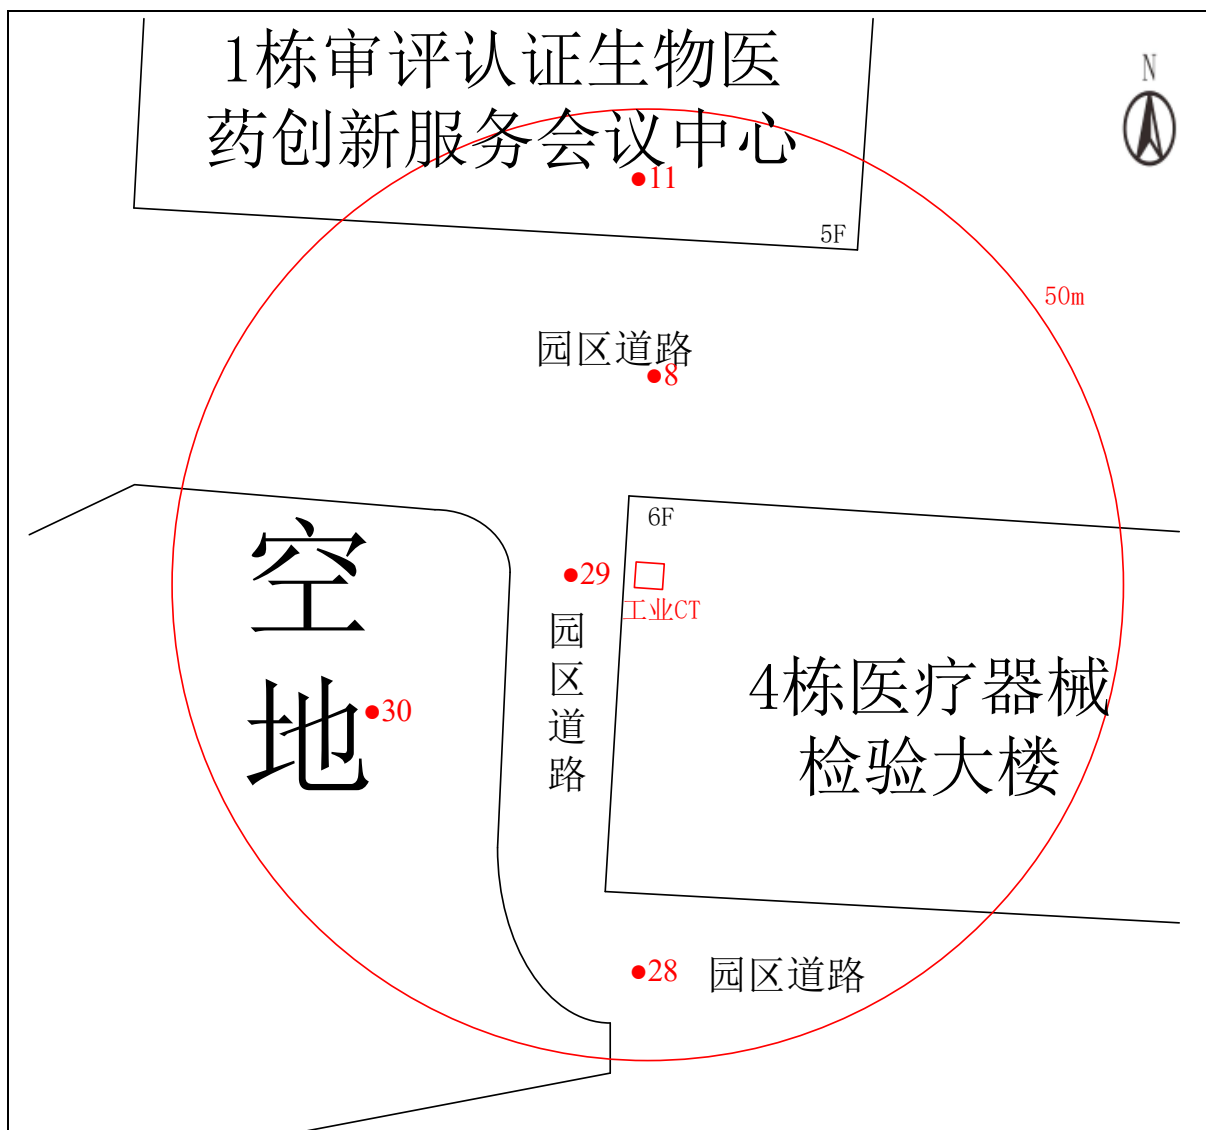 1栋审评认证生物医
药创新服务会议中心
N
11
5F
50m
园区道路
8
6F
空地
29
工业CT
园区道路
30
4栋医疗器械
检验大楼
28
园区道路